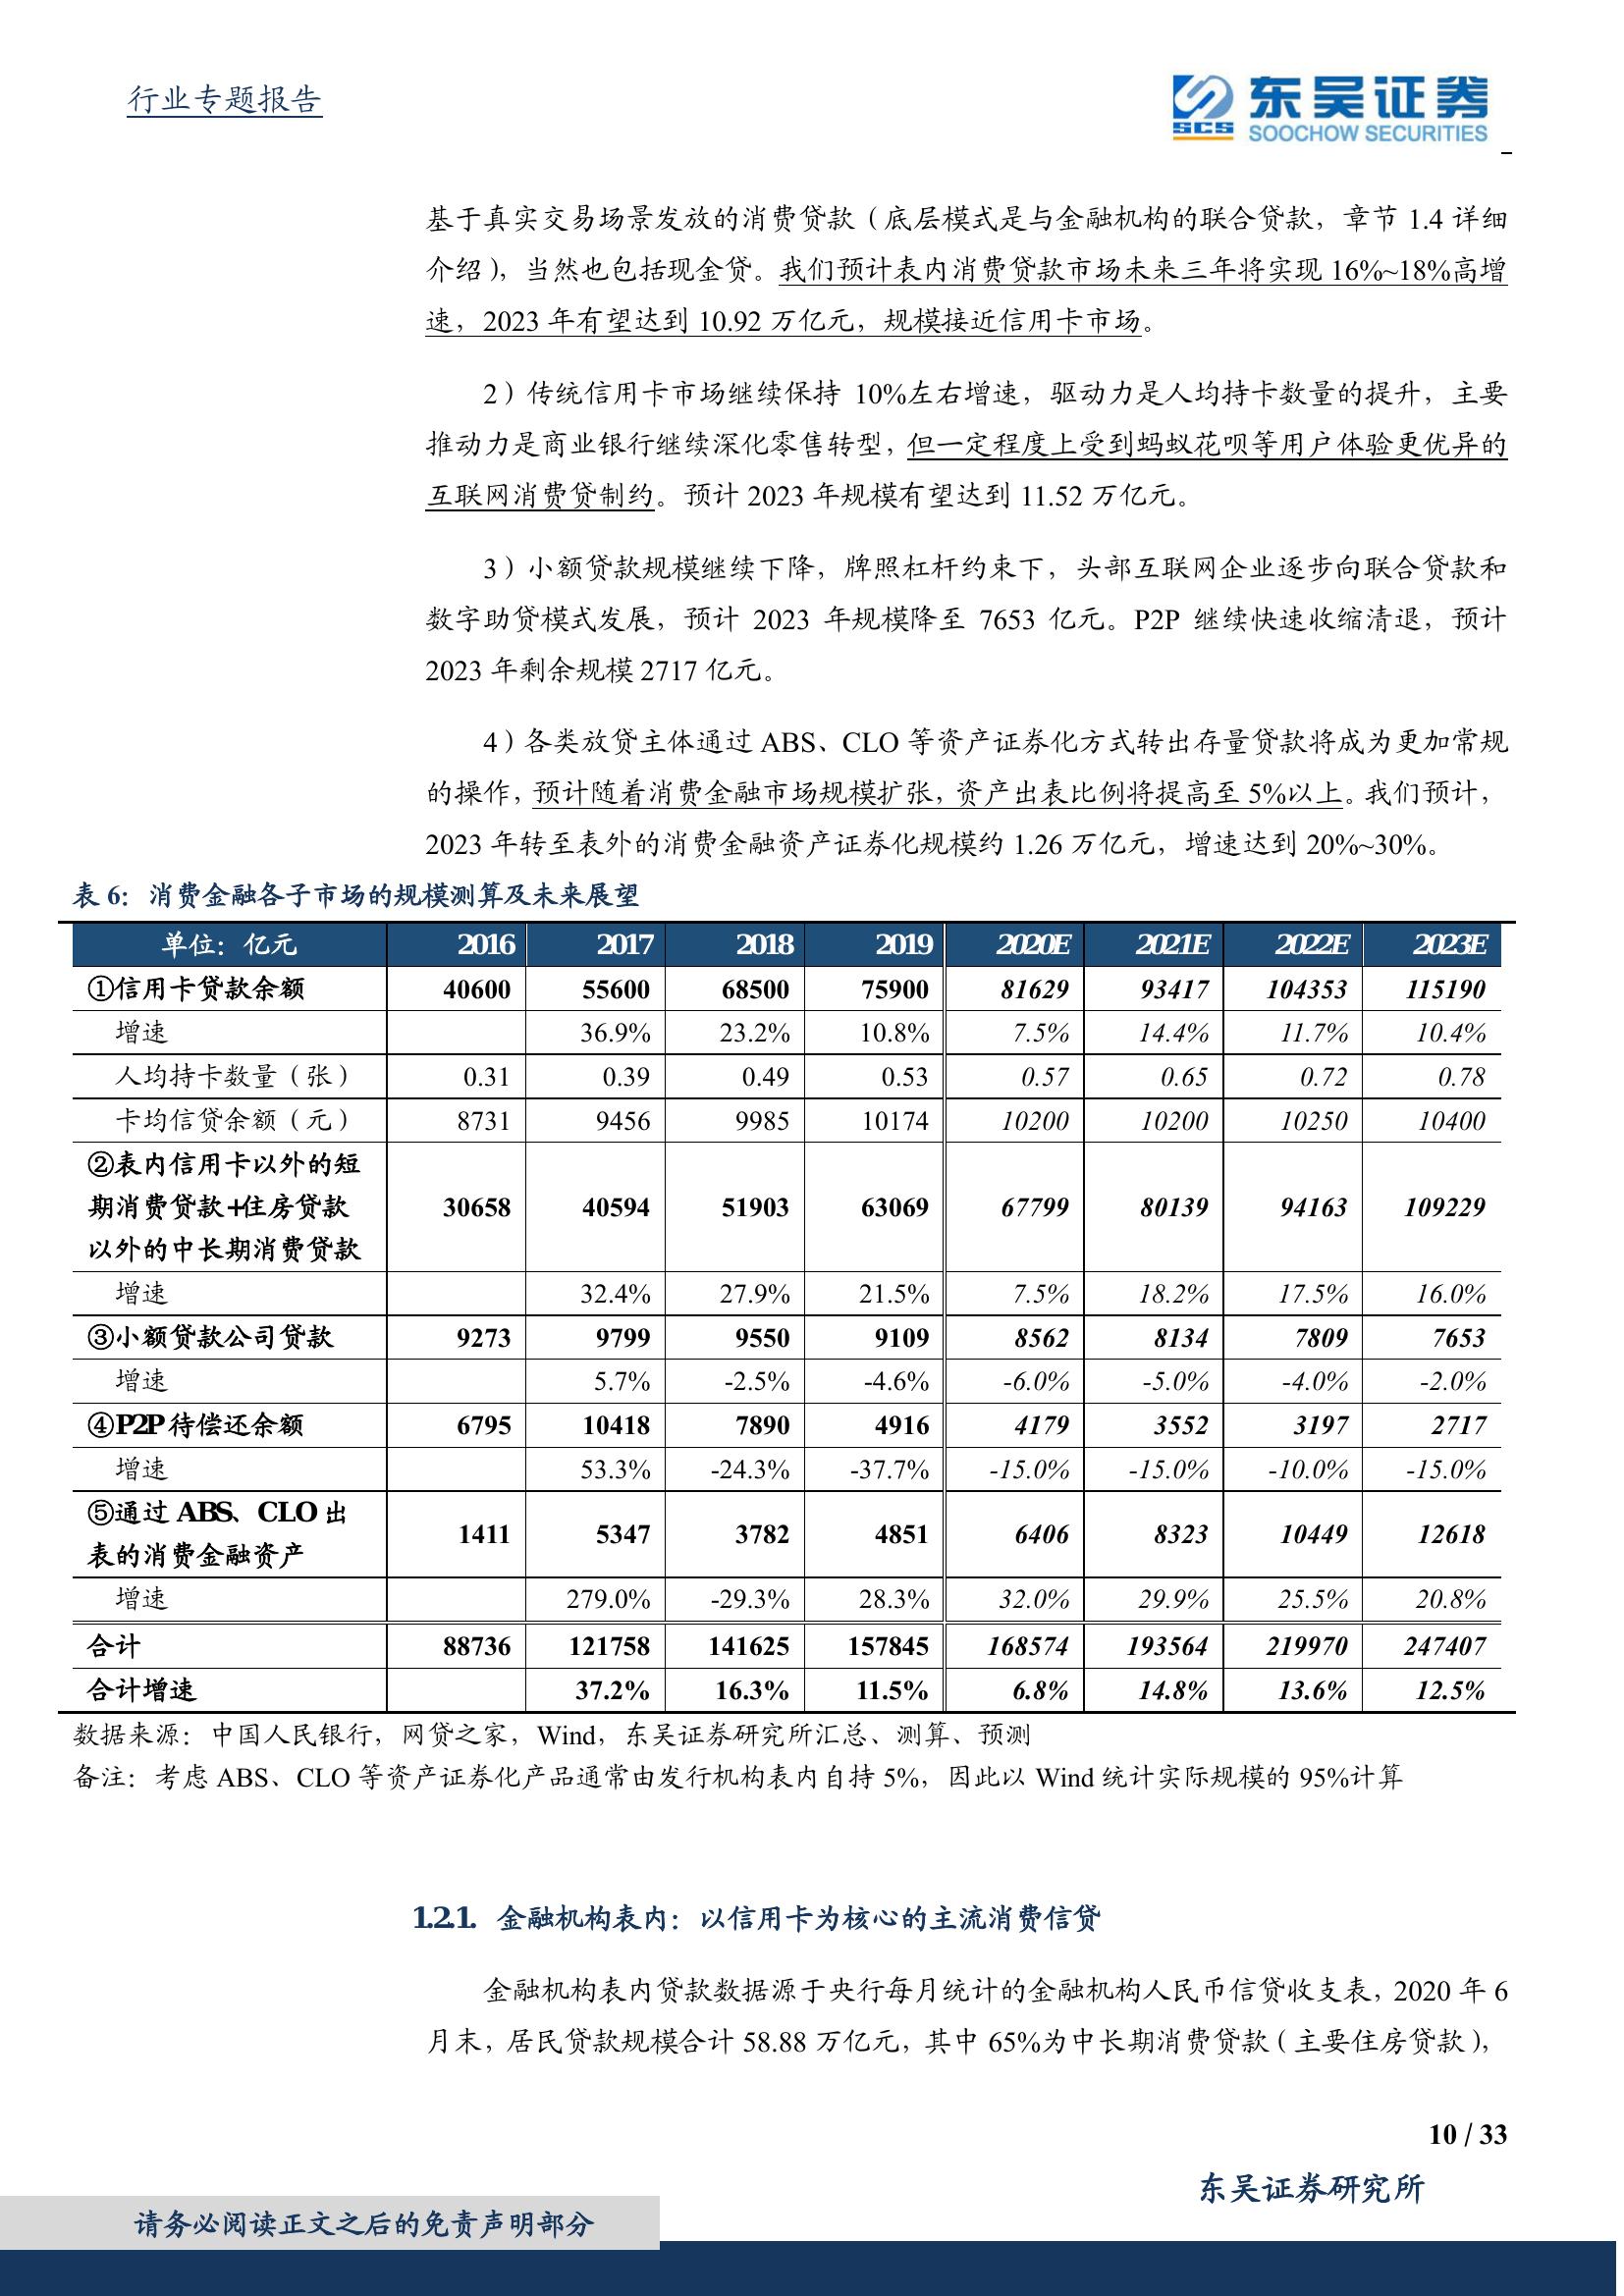 行业专题报告
SCS 东吴证券
SOOCHOW SECURITIES
基于真实交易场景发放的消费贷款（底层模式是与金融机构的联合贷款，章节 1.4 详细
介绍），当然也包括现金贷。我们预计表内消费贷款市场未来三年将实现 16%~18%高增
速，2023 年有望达到 10.92 万亿元，规模接近信用卡市场。
2）传统信用卡市场继续保持 10%左右增速，驱动力是人均持卡数量的提升，主要
推动力是商业银行继续深化零售转型，但一定程度上受到蚂蚁花呗等用户体验更优异的
互联网消费贷制约。预计 2023 年规模有望达到 11.52 万亿元。
3）小额贷款规模继续下降，牌照杠杆约束下，头部互联网企业逐步向联合贷款和
数字助贷模式发展，预计 2023 年规模降至 7653 亿元。P2P 继续快速收缩清退，预计
2023 年剩余规模 2717 亿元。
4）各类放贷主体通过 ABS、CLO 等资产证券化方式转出存量贷款将成为更加常规
的操作，预计随着消费金融市场规模扩张，资产出表比例将提高至 5%以上。我们预计，
2023 年转至表外的消费金融资产证券化规模约 1.26 万亿元，增速达到 20%~30%。
表 6：消费金融各子市场的规模测算及未来展望
单位：亿元 2016 2017 2018 2019 2020E 2021E 2022E 2023E
①信用卡贷款余额 40600 55600 68500 75900 81629 93417 104353 115190
增速 36.9% 23.2% 10.8% 7.5% 14.4% 11.7% 10.4%
人均持卡数量（张） 0.31 0.39 0.49 0.53 0.57 0.65 0.72 0.78
卡均信贷余额（元） 8731 9456 9985 10174 10200 10200 10250 10400
②表内信用卡以外的短
期消费贷款+住房贷款
以外的中长期消费贷款 30658 40594 51903 63069 67799 80139 94163 109229
增速 32.4% 27.9% 21.5% 7.5% 18.2% 17.5% 16.0%
③小额贷款公司贷款 9273 9799 9550 9109 8562 8134 7809 7653
增速 5.7% -2.5% -4.6% -6.0% -5.0% -4.0% -2.0%
④P2P 待偿还余额 6795 10418 7890 4916 4179 3552 3197 2717
增速 53.3% -24.3% -37.7% -15.0% -15.0% -10.0% -15.0%
⑤通过 ABS、CLO 出
表的消费金融资产 1411 5347 3782 4851 6406 8323 10449 12618
增速 279.0% -29.3% 28.3% 32.0% 29.9% 25.5% 20.8%
合计 88736 121758 141625 157845 168574 193564 219970 247407
合计增速 37.2% 16.3% 11.5% 6.8% 14.8% 13.6% 12.5%
数据来源：中国人民银行，网贷之家，Wind，东吴证券研究所汇总、测算、预测
备注：考虑 ABS、CLO 等资产证券化产品通常由发行机构表内自持 5%，因此以 Wind 统计实际规模的 95%计算
1.2.1. 金融机构表内：以信用卡为核心的主流消费信贷
金融机构表内贷款数据源于央行每月统计的金融机构人民币信贷收支表，2020 年 6
月末，居民贷款规模合计 58.88 万亿元，其中 65%为中长期消费贷款（主要住房贷款），
10 / 33
东吴证券研究所
请务必阅读正文之后的免责声明部分